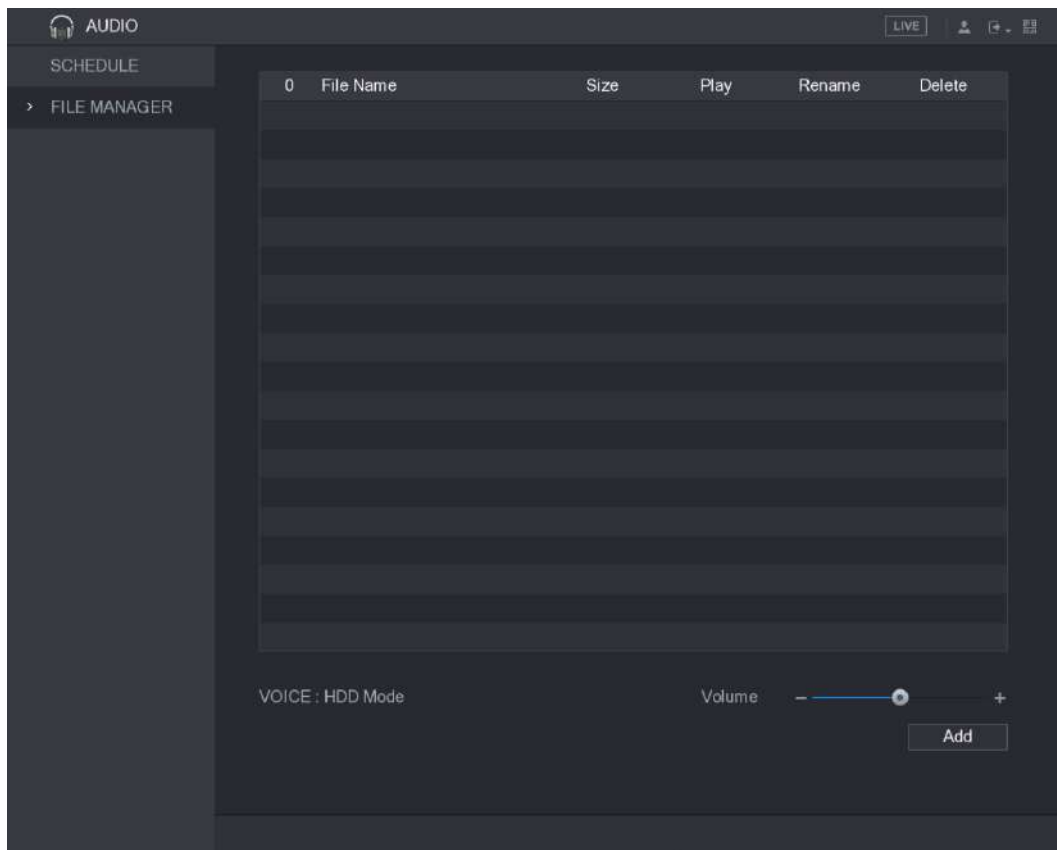 AUDIO
LIVE
SCHEDULE
FILE MANAGER
0 File Name Size Play Rename Delete
VOICE : HDD Mode Volume
Add